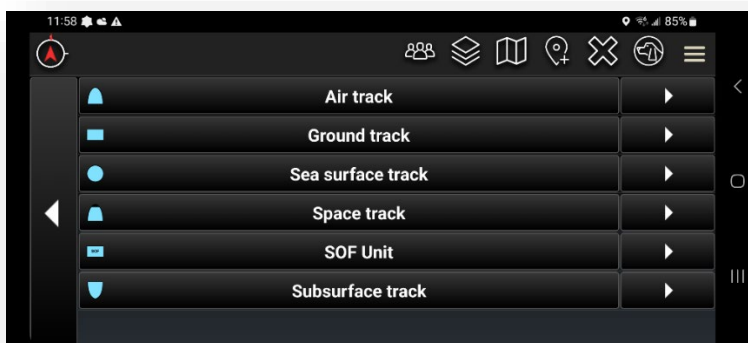 11:58
85%
Air track
Ground track
Sea surface track
Space track
SOF Unit
Subsurface track